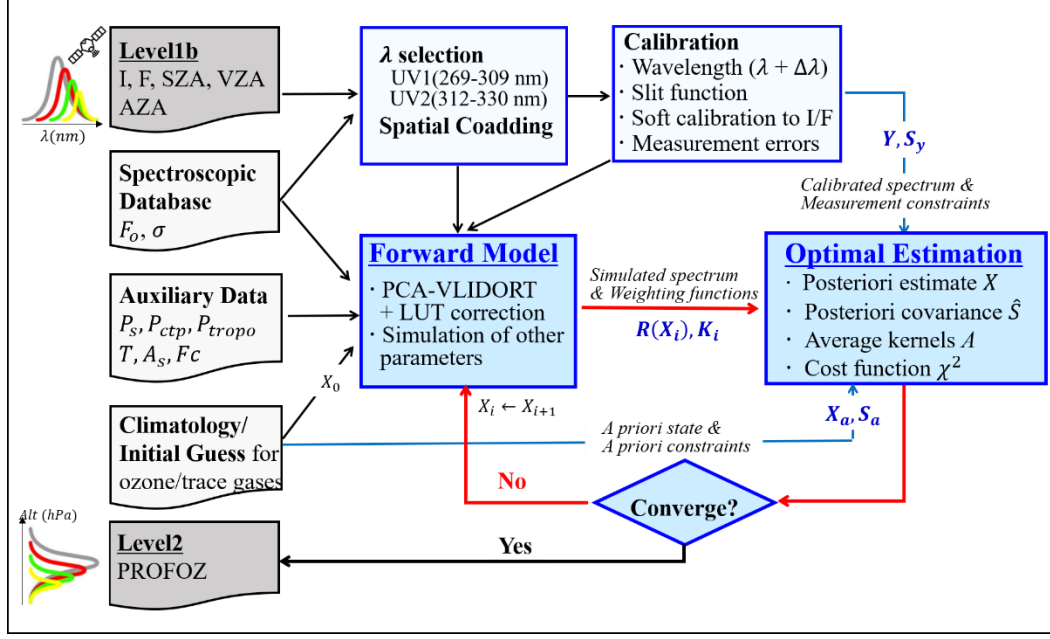 Level1b
I, F, SZA, VZA
AZA
λ(nm)
λ selection
UV1(269-309 nm)
UV2(312-330 nm)
Spatial Coadding
Calibration
· Wavelength (λ + Δλ)
· Slit function
· Soft calibration to I/F
· Measurement errors
Y, S_y
Calibrated spectrum &
Measurement constraints
Spectroscopic
Database
F_o, σ
Auxiliary Data
P_s, P_ctp, P_tropo
T, A_s, Fc
X_0
Forward Model
· PCA-VLIDORT
+ LUT correction
· Simulation of other
parameters
Simulated spectrum
& Weighting functions
R(X_i), K_i
Optimal Estimation
· Posteriori estimate X
· Posteriori covariance Ŝ
· Average kernels A
· Cost function χ²
X_i ← X_{i+1}
Climatology/
Initial Guess for
ozone/trace gases
A priori state &
A priori constraints
X_a, S_a
No
Converge?
Yes
Alt (hPa)
Level2
PROFOZ